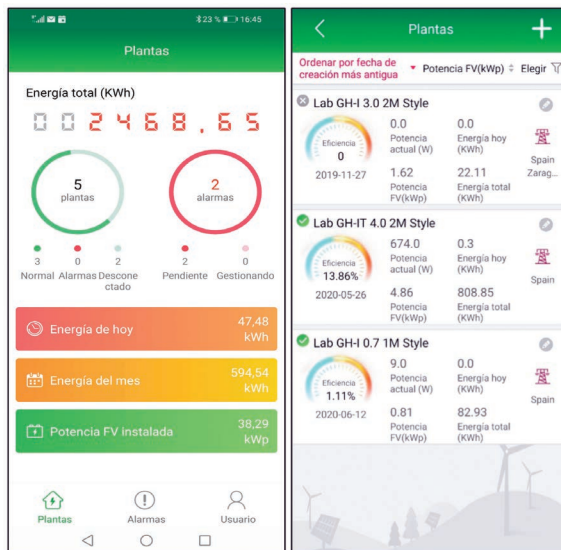 23 % 16:45
Plantas
Energía total (KWh)
002468,65
5
plantas
2
alarmas
3
Normal
0
Alarmas
2
Descone
ctado
2
Pendiente
0
Gestionando
Energía de hoy
47,48
kWh
Energía del mes
594,54
kWh
Potencia FV instalada
38,29
kWp
Plantas
Alarmas
Usuario
Plantas
Ordenar por fecha de
creación más antigua
Potencia FV(kWp)
Elegir
Lab GH-I 3.0 2M Style
Eficiencia
0
2019-11-27
0.0
Potencia
actual (W)
0.0
Energía hoy
(KWh)
1.62
Potencia
FV(kWp)
22.11
Energía total
(KWh)
Spain
Zarag...
Lab GH-IT 4.0 2M Style
Eficiencia
13.86%
2020-05-26
674.0
Potencia
actual (W)
0.3
Energía hoy
(KWh)
4.86
Potencia
FV(kWp)
808.85
Energía total
(KWh)
Spain
Lab GH-I 0.7 1M Style
Eficiencia
1.11%
2020-06-12
9.0
Potencia
actual (W)
0.0
Energía hoy
(KWh)
0.81
Potencia
FV(kWp)
82.93
Energía total
(KWh)
Spain